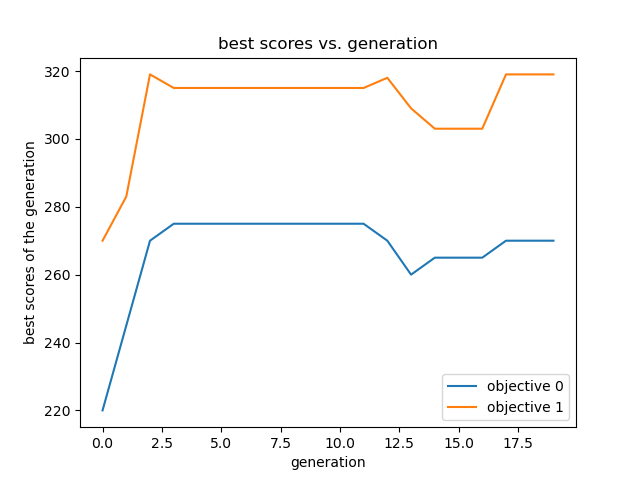 best scores vs. generation
best scores of the generation
320
300
280
260
240
220
0.0 2.5 5.0 7.5 10.0 12.5 15.0 17.5
generation
objective 0
objective 1